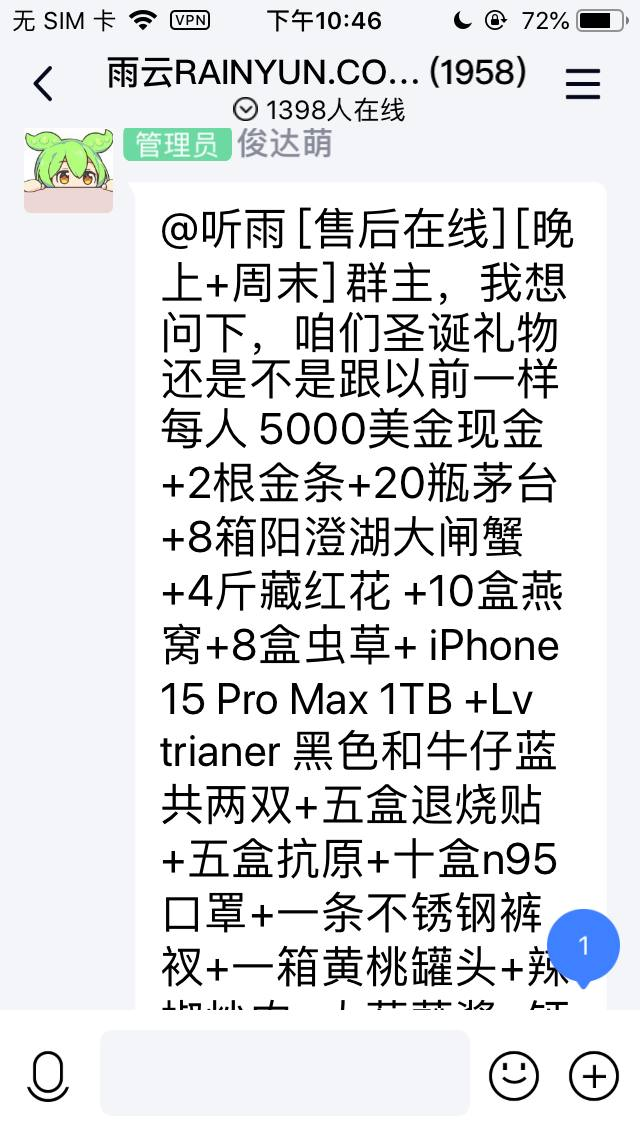 无 SIM 卡 VPN 下午10:46 72%
雨云RAINYUN.CO... (1958)
1398人在线
管理员 俊达萌
@听雨 [售后在线][晚
上+周末] 群主，我想
问下，咱们圣诞礼物
还是不是跟以前一样
每人 5000美金现金
+2根金条+20瓶茅台
+8箱阳澄湖大闸蟹
+4斤藏红花 +10盒燕
窝+8盒虫草+ iPhone
15 Pro Max 1TB +Lv
trianer 黑色和牛仔蓝
共两双+五盒退烧贴
+五盒抗原+十盒n95
口罩+一条不锈钢裤
衩+一箱黄桃罐头+辣
1